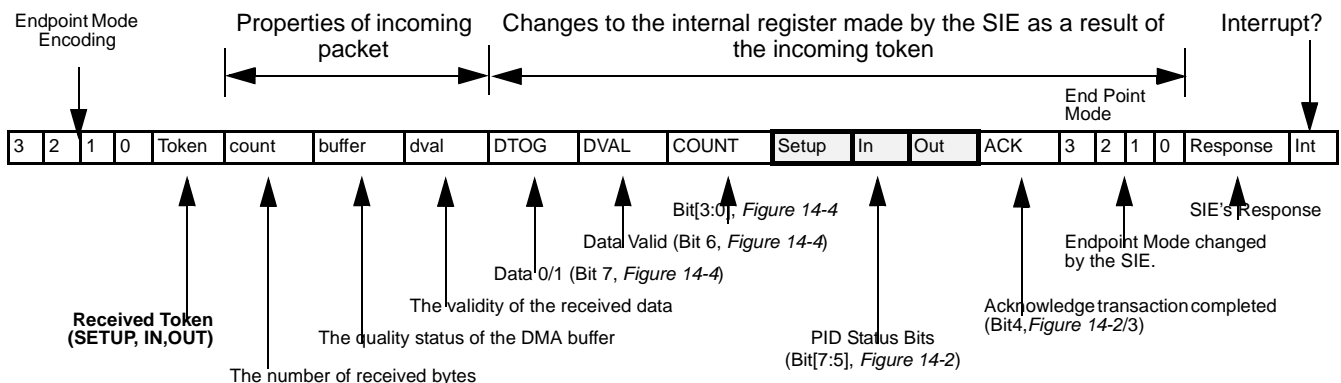 Endpoint Mode
Encoding
Properties of incoming
packet
Changes to the internal register made by the SIE as a result of
the incoming token
Interrupt?
End Point
Mode
3 2 1 0 Token count buffer dval DTOG DVAL COUNT Setup In Out ACK 3 2 1 0 Response Int
Bit[3:0], Figure 14-4
SIE's Response
Data Valid (Bit 6, Figure 14-4)
Endpoint Mode changed
by the SIE.
Data 0/1 (Bit 7, Figure 14-4)
The validity of the received data
Acknowledge transaction completed
(Bit4,Figure 14-2/3)
Received Token
(SETUP, IN,OUT)
The quality status of the DMA buffer
PID Status Bits
(Bit[7:5], Figure 14-2)
The number of received bytes